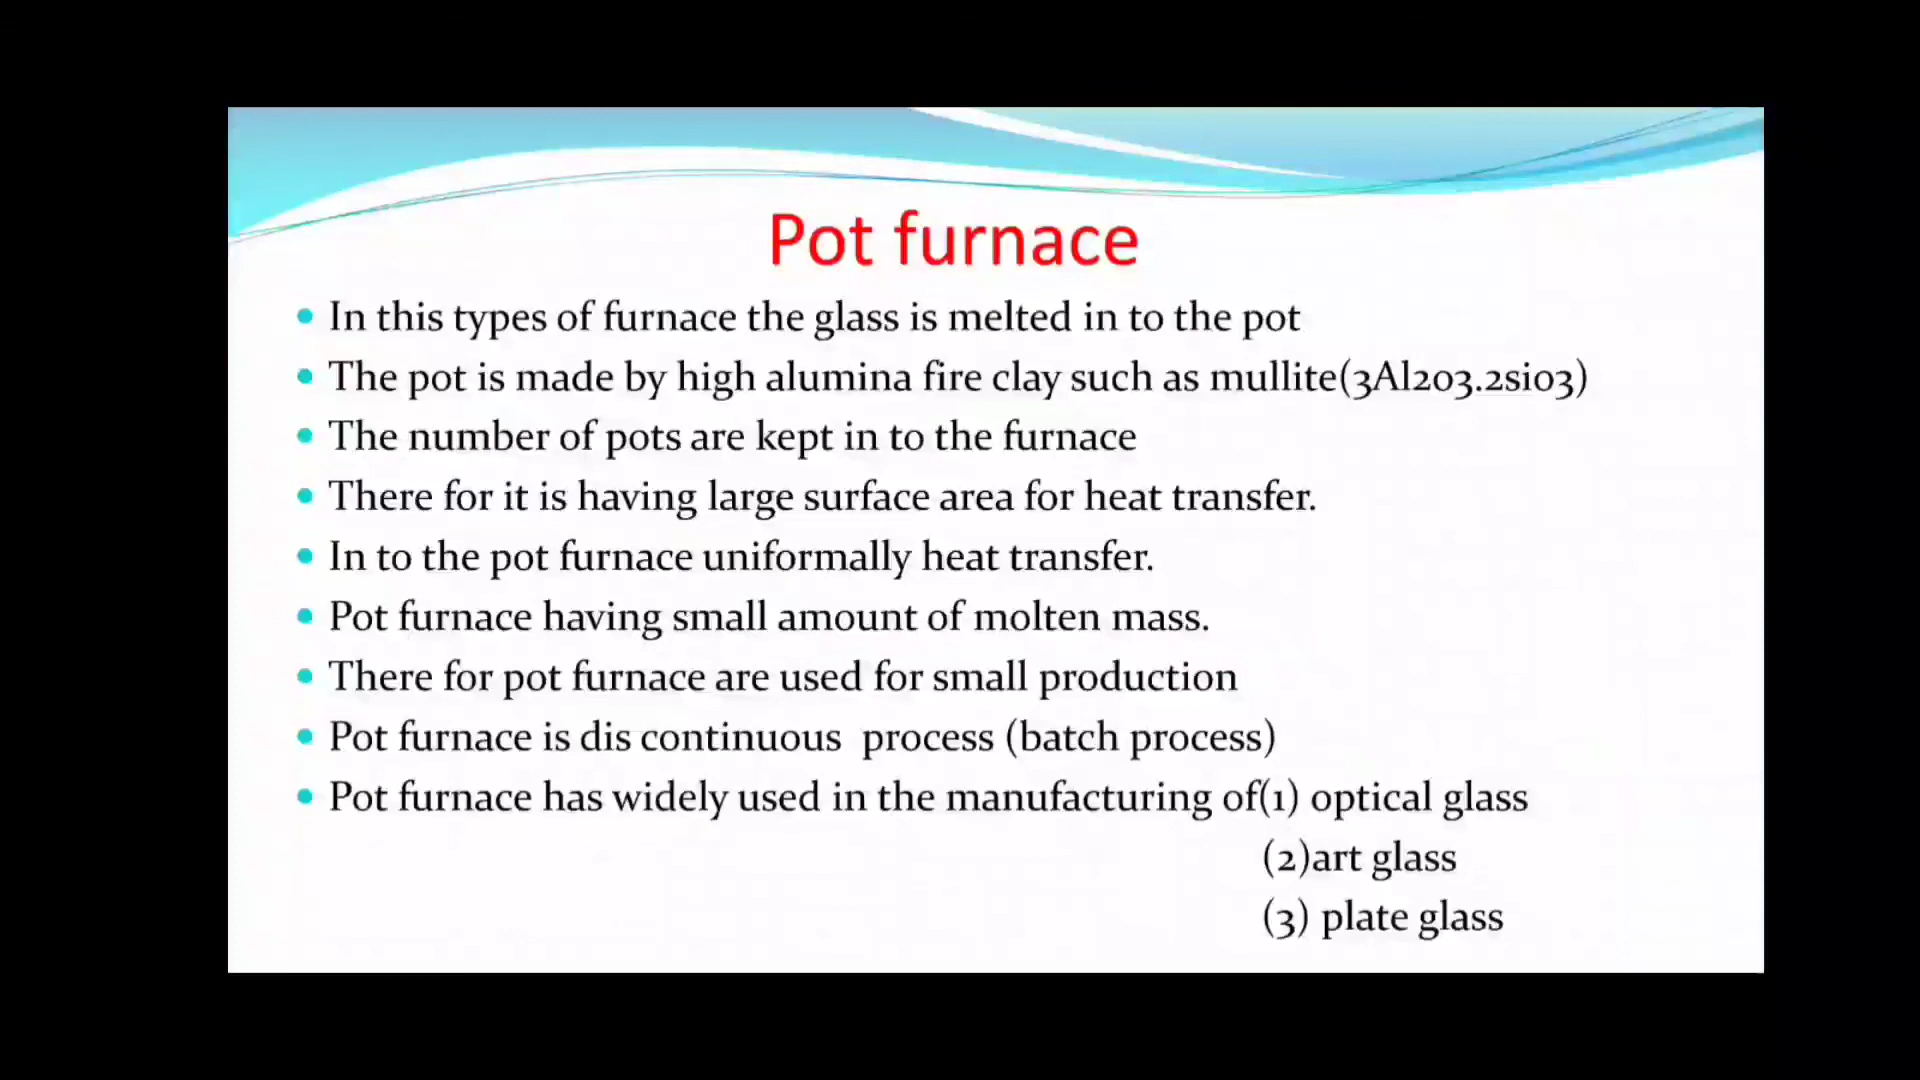 Pot furnace
• In this types of furnace the glass is melted in to the pot
• The pot is made by high alumina fire clay such as mullite(3Al2o3.2sio3)
• The number of pots are kept in to the furnace
• There for it is having large surface area for heat transfer.
• In to the pot furnace uniformally heat transfer.
• Pot furnace having small amount of molten mass.
• There for pot furnace are used for small production
• Pot furnace is dis continuous  process (batch process)
• Pot furnace has widely used in the manufacturing of(1) optical glass
(2)art glass
(3) plate glass